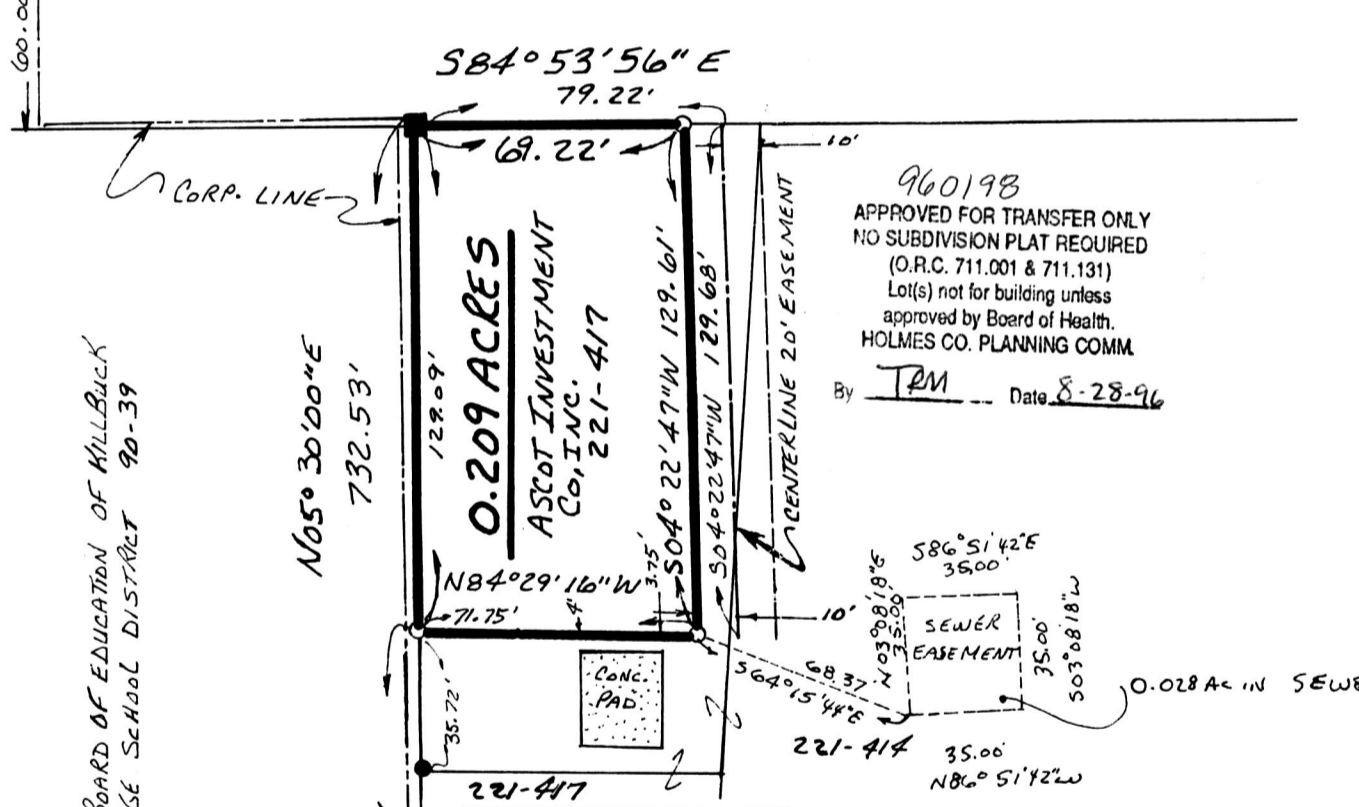 60.00
S84°53'56" E
79.22'
69.22'
10'
CORP. LINE
960198
APPROVED FOR TRANSFER ONLY
NO SUBDIVISION PLAT REQUIRED
(O.R.C. 711.001 & 711.131)
Lot(s) not for building unless
approved by Board of Health.
HOLMES CO. PLANNING COMM.
By TRM Date 8-28-96
BOARD OF EDUCATION OF KILLBUCK
SCHOOL DISTRICT 90-39
N05°30'00"E
732.53'
129.09'
0.209 ACRES
ASCOT INVESTMENT
CO, INC.
221-417
S04°22'47"W 129.61'
S04°22'47"W 129.68'
CENTERLINE 20' EASEMENT
N84°29'16"W
3.75'
71.75'
4'
10'
CONC.
PAD
35.72'
221-417
68.37
S64°15'44"E
221-414
S86°51'42"E
35.00'
N03°08'18"E
35.00'
SEWER
EASEMENT
35.00'
S03°08'18"W
0.028 AC IN SEWE
35.00'
N86°51'42"W